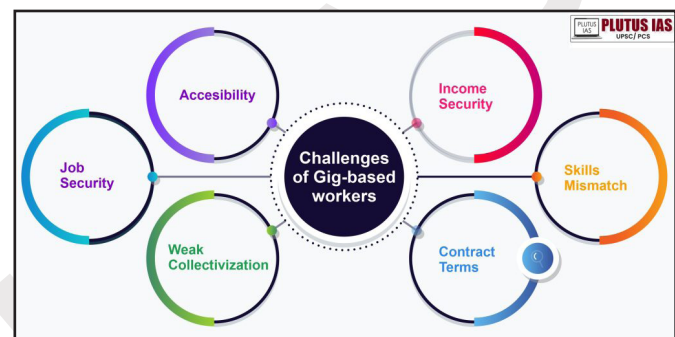 PLUTUS IAS
PLUTUS IAS
UPSC/ PCS
Accesibility
Income
Security
Job
Security
Challenges
of Gig-based
workers
Skills
Mismatch
Weak
Collectivization
Contract
Terms